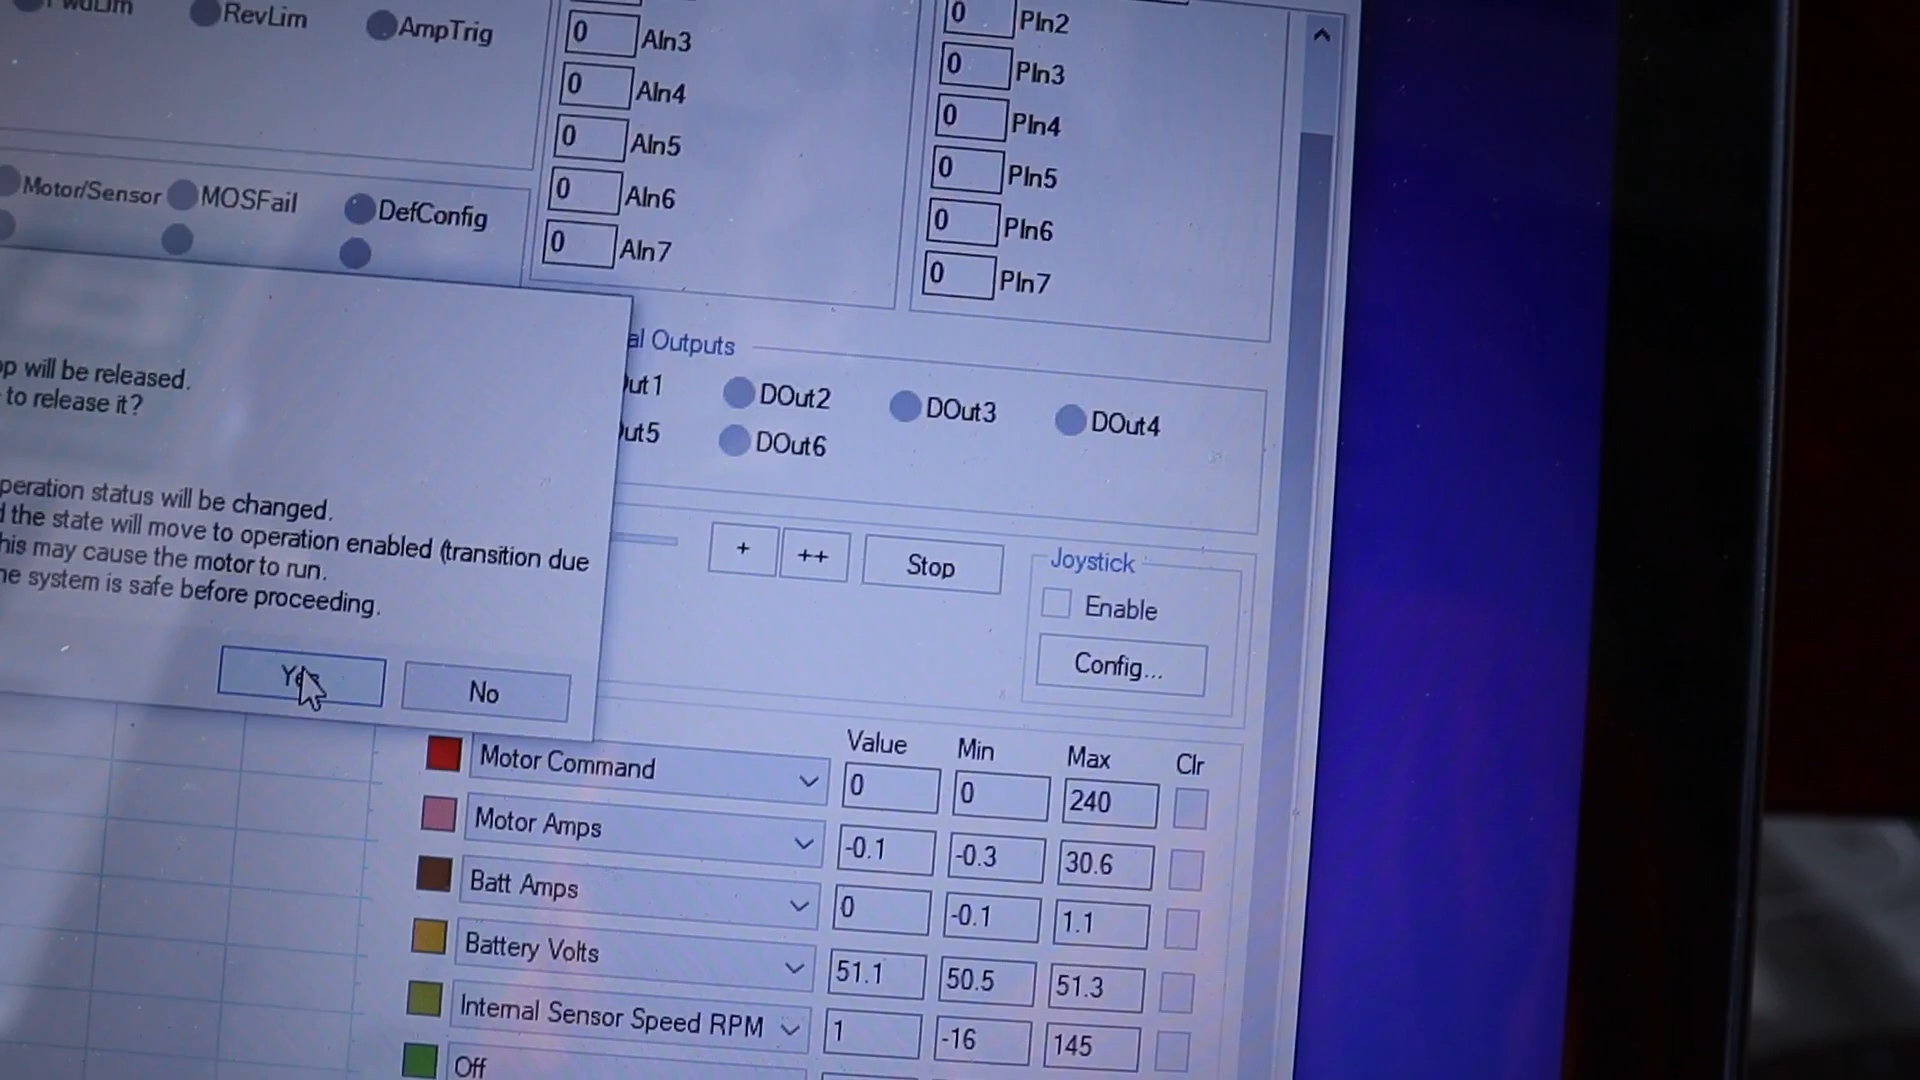 RevLim
AmpTrig
Motor/Sensor
MOSFail
DefConfig
0 AIn3
0 AIn4
0 AIn5
0 AIn6
0 AIn7
0 PIn2
0 PIn3
0 PIn4
0 PIn5
0 PIn6
0 PIn7
al Outputs
ut1 DOut2 DOut3 DOut4
ut5 DOut6
op will be released.
to release it?
peration status will be changed.
d the state will move to operation enabled (transition due
his may cause the motor to run.
he system is safe before proceeding.
Yes No
+ ++ Stop
Joystick
Enable
Config...
Value Min Max Clr
Motor Command 0 0 240
Motor Amps -0.1 -0.3 30.6
Batt Amps 0 -0.1 1.1
Battery Volts 51.1 50.5 51.3
Internal Sensor Speed RPM 1 -16 145
Off